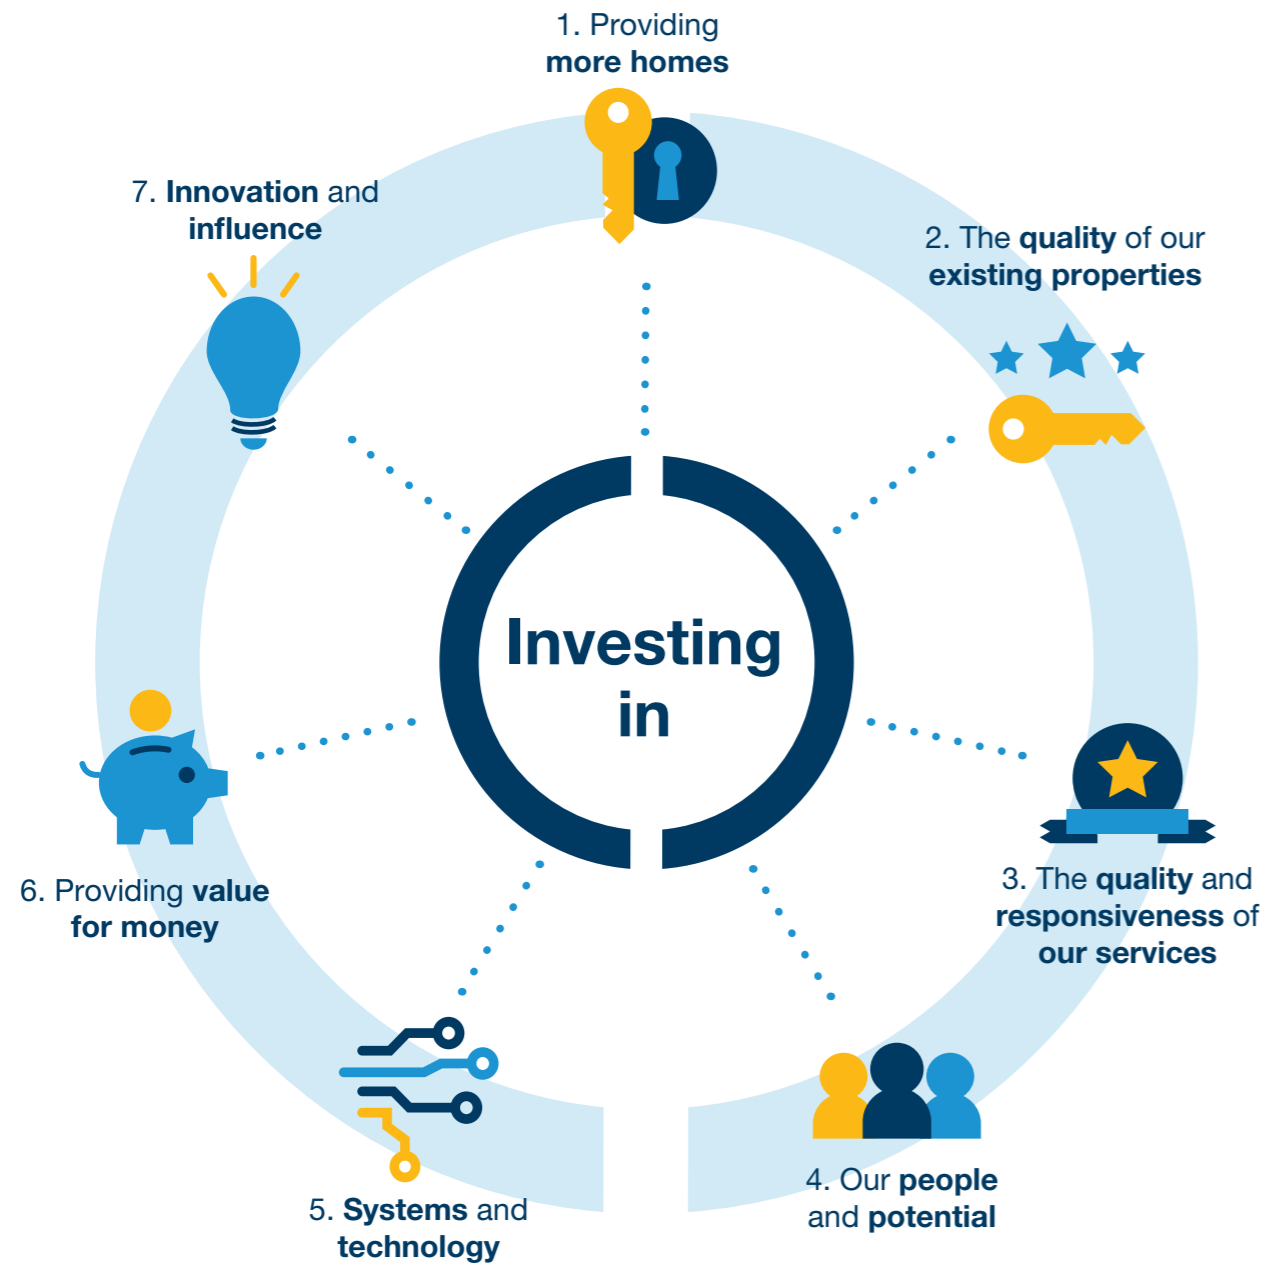 1. Providing
more homes
2. The quality of our
existing properties
3. The quality and
responsiveness of
our services
4. Our people
and potential
5. Systems and
technology
6. Providing value
for money
7. Innovation and
influence
Investing
in